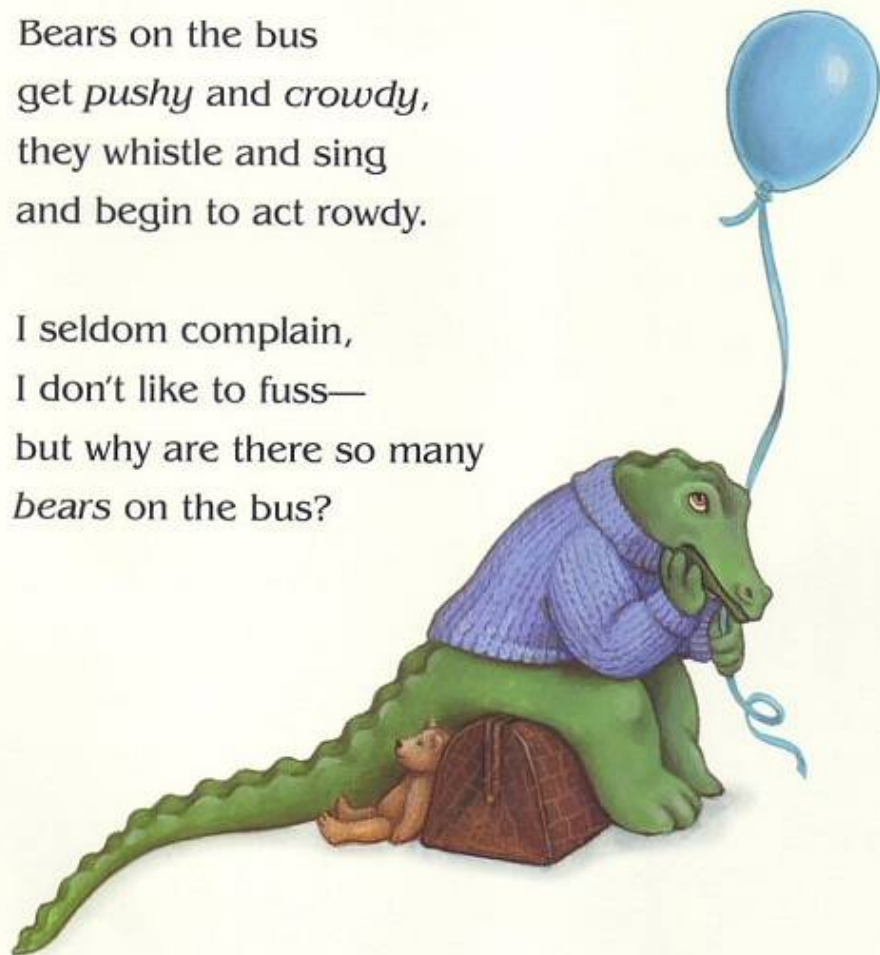 Bears on the bus
get pushy and crowdy,
they whistle and sing
and begin to act rowdy.
I seldom complain,
I don't like to fuss—
but why are there so many
bears on the bus?